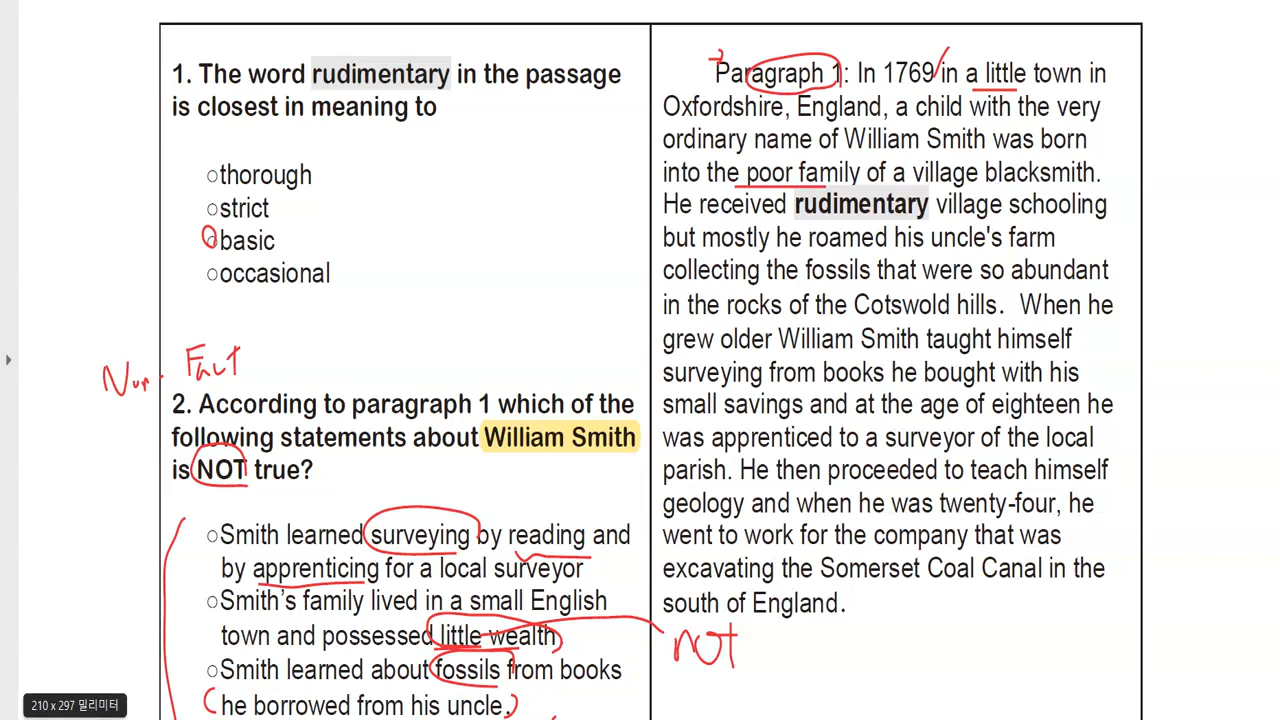 1. The word rudimentary in the passage
is closest in meaning to
○thorough
○strict
○basic
○occasional
Fact
2. According to paragraph 1 which of the
following statements about William Smith
is NOT true?
○Smith learned surveying by reading and
by apprenticing for a local surveyor
○Smith's family lived in a small English
town and possessed little wealth
○Smith learned about fossils from books
he borrowed from his uncle.
Paragraph 1: In 1769 in a little town in
Oxfordshire, England, a child with the very
ordinary name of William Smith was born
into the poor family of a village blacksmith.
He received rudimentary village schooling
but mostly he roamed his uncle's farm
collecting the fossils that were so abundant
in the rocks of the Cotswold hills. When he
grew older William Smith taught himself
surveying from books he bought with his
small savings and at the age of eighteen he
was apprenticed to a surveyor of the local
parish. He then proceeded to teach himself
geology and when he was twenty-four, he
went to work for the company that was
excavating the Somerset Coal Canal in the
south of England.
not
210 x 297 밀리미터